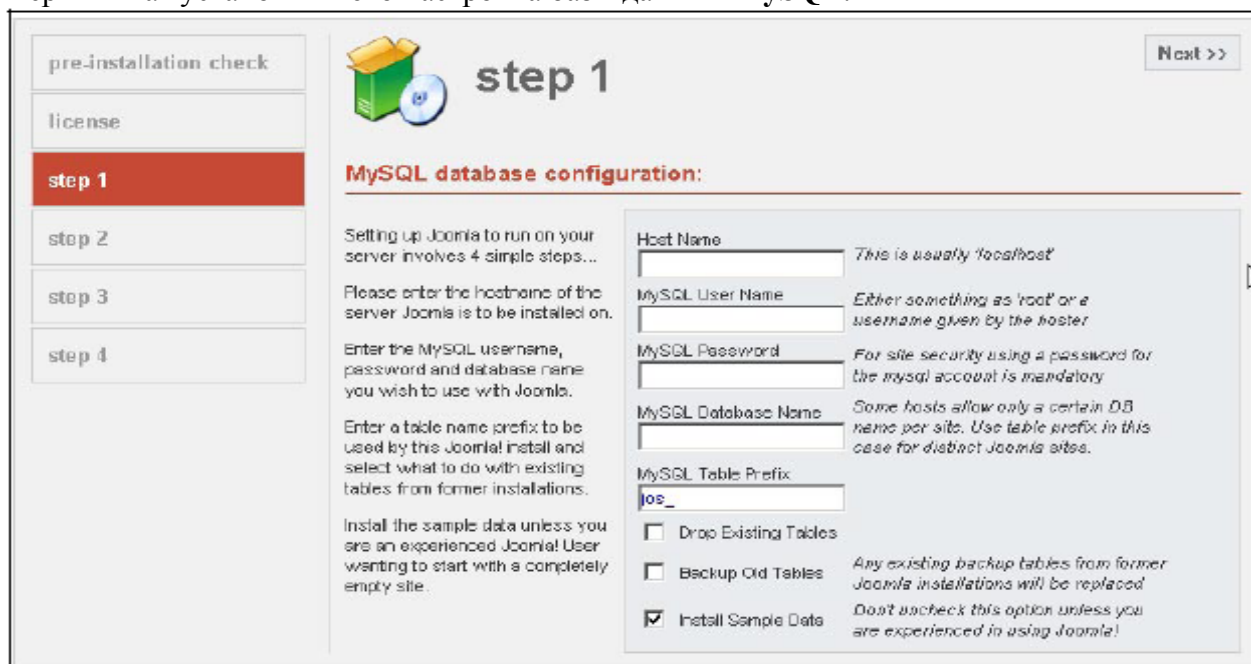 pre-installation check
license
step 1
step 2
step 3
step 4
step 1
Next >>
MySQL database configuration:
Setting up Joomla to run on your
server involves 4 simple steps...
Please enter the hostname of the
server Joomla is to be installed on.
Enter the MySQL username,
password and database name
you wish to use with Joomla.
Enter a table name prefix to be
used by this Joomla! install and
select what to do with existing
tables from former installations.
Install the sample data unless you
are an experienced Joomla! User
wanting to start with a completely
empty site.
Host Name
This is usually 'localhost'
MySQL User Name
Either something as 'root' or a
username given by the hoster
MySQL Password
For site security using a password for
the mysql account is mandatory
MySQL Database Name
Some hosts allow only a certain DB
name per site. Use table prefix in this
case for distinct Joomla sites.
MySQL Table Prefix
jos_
Drop Existing Tables
Backup Old Tables
Any existing backup tables from former
Joomla installations will be replaced
Install Sample Data
Don't uncheck this option unless you
are experienced in using Joomla!